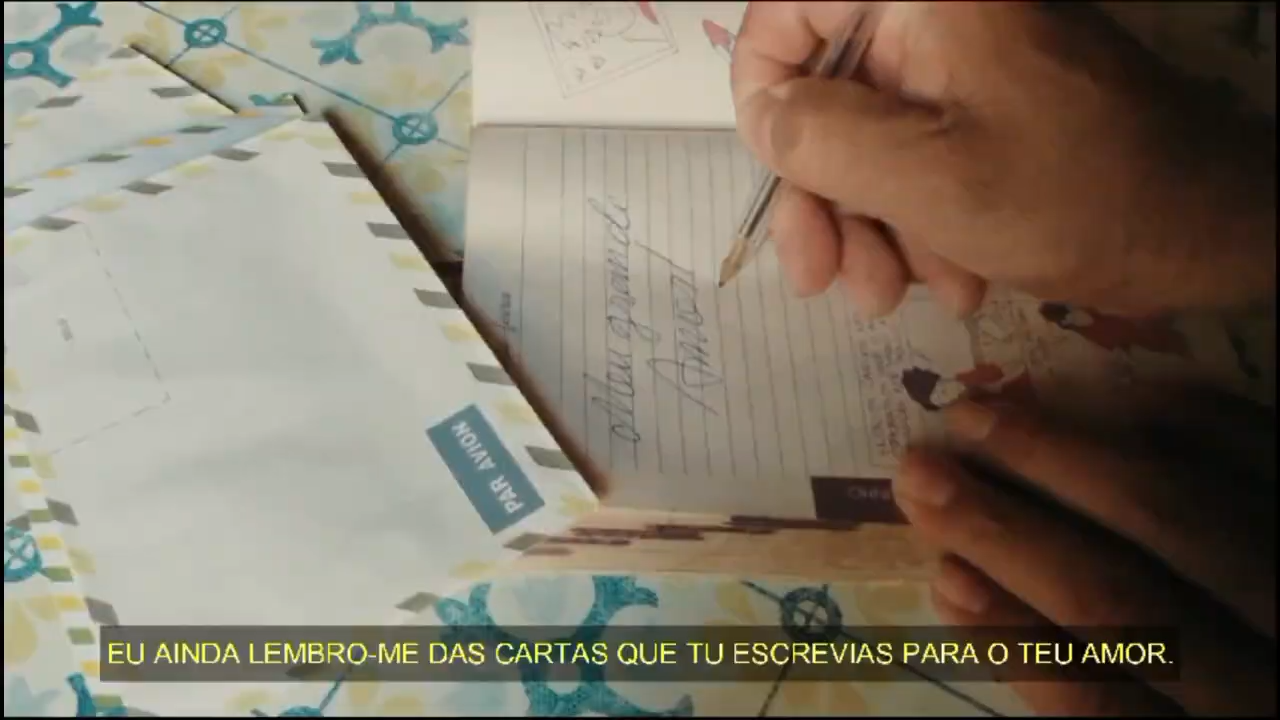 Meu grande
Amor
PAR AVION
EU AINDA LEMBRO-ME DAS CARTAS QUE TU ESCREVIAS PARA O TEU AMOR.